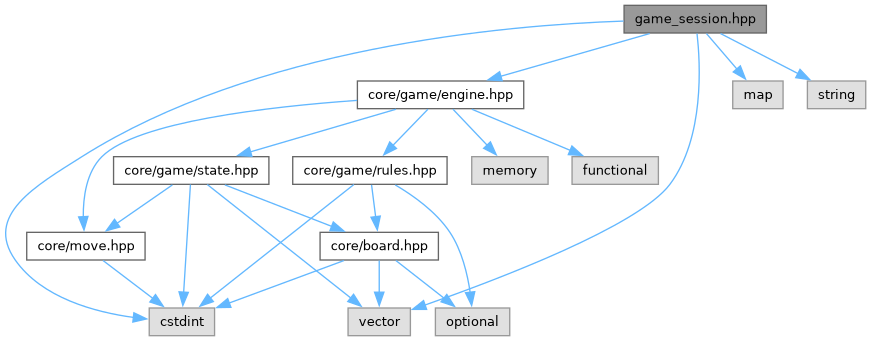 game_session.hpp
core/game/engine.hpp
map
string
core/game/state.hpp
core/game/rules.hpp
memory
functional
core/move.hpp
core/board.hpp
cstdint
vector
optional